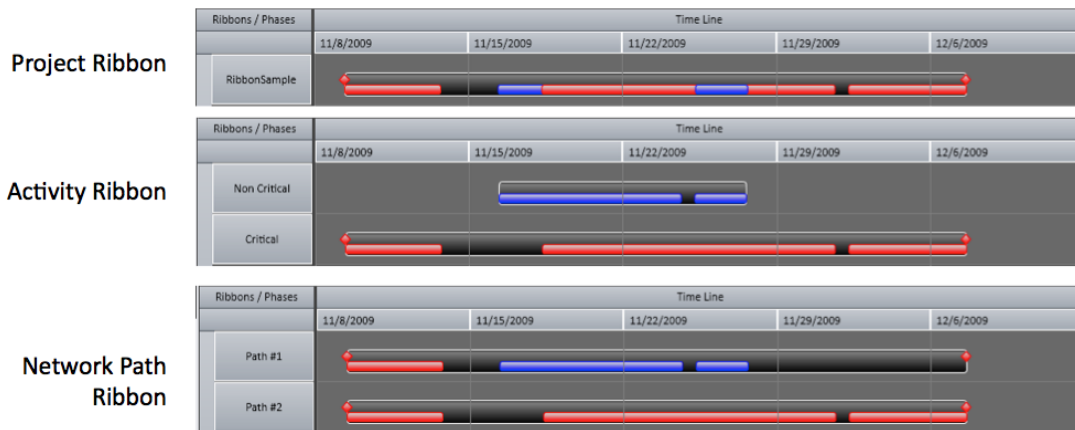 Ribbons / Phases Time Line
11/8/2009 11/15/2009 11/22/2009 11/29/2009 12/6/2009
Project Ribbon
RibbonSample
Ribbons / Phases Time Line
11/8/2009 11/15/2009 11/22/2009 11/29/2009 12/6/2009
Activity Ribbon
Non Critical
Critical
Ribbons / Phases Time Line
11/8/2009 11/15/2009 11/22/2009 11/29/2009 12/6/2009
Network Path
Ribbon
Path #1
Path #2